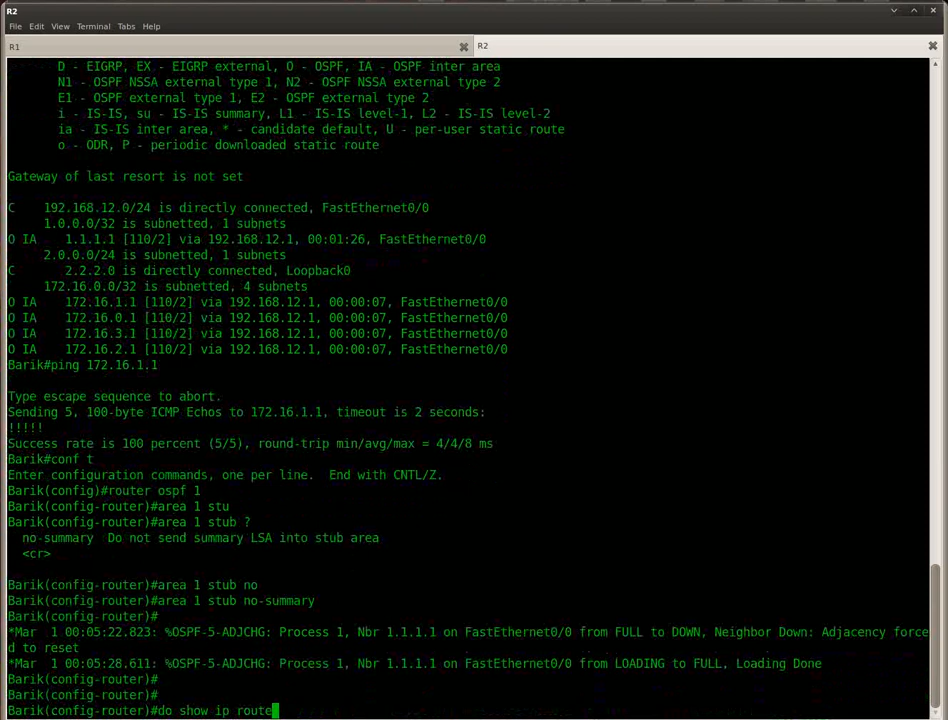 R2
File Edit View Terminal Tabs Help
R1
R2
D - EIGRP, EX - EIGRP external, O - OSPF, IA - OSPF inter area
N1 - OSPF NSSA external type 1, N2 - OSPF NSSA external type 2
E1 - OSPF external type 1, E2 - OSPF external type 2
i - IS-IS, su - IS-IS summary, L1 - IS-IS level-1, L2 - IS-IS level-2
ia - IS-IS inter area, * - candidate default, U - per-user static route
o - ODR, P - periodic downloaded static route
Gateway of last resort is not set
C    192.168.12.0/24 is directly connected, FastEthernet0/0
1.0.0.0/32 is subnetted, 1 subnets
O IA    1.1.1.1 [110/2] via 192.168.12.1, 00:01:26, FastEthernet0/0
2.0.0.0/24 is subnetted, 1 subnets
C       2.2.2.0 is directly connected, Loopback0
172.16.0.0/32 is subnetted, 4 subnets
O IA    172.16.1.1 [110/2] via 192.168.12.1, 00:00:07, FastEthernet0/0
O IA    172.16.0.1 [110/2] via 192.168.12.1, 00:00:07, FastEthernet0/0
O IA    172.16.3.1 [110/2] via 192.168.12.1, 00:00:07, FastEthernet0/0
O IA    172.16.2.1 [110/2] via 192.168.12.1, 00:00:07, FastEthernet0/0
Barik#ping 172.16.1.1
Type escape sequence to abort.
Sending 5, 100-byte ICMP Echos to 172.16.1.1, timeout is 2 seconds:
!!!!!
Success rate is 100 percent (5/5), round-trip min/avg/max = 4/4/8 ms
Barik#conf t
Enter configuration commands, one per line.  End with CNTL/Z.
Barik(config)#router ospf 1
Barik(config-router)#area 1 stu
Barik(config-router)#area 1 stub ?
no-summary  Do not send summary LSA into stub area
<cr>
Barik(config-router)#area 1 stub no
Barik(config-router)#area 1 stub no-summary
Barik(config-router)#
*Mar  1 00:05:22.823: %OSPF-5-ADJCHG: Process 1, Nbr 1.1.1.1 on FastEthernet0/0 from FULL to DOWN, Neighbor Down: Adjacency force
d to reset
*Mar  1 00:05:28.611: %OSPF-5-ADJCHG: Process 1, Nbr 1.1.1.1 on FastEthernet0/0 from LOADING to FULL, Loading Done
Barik(config-router)#
Barik(config-router)#
Barik(config-router)#do show ip route